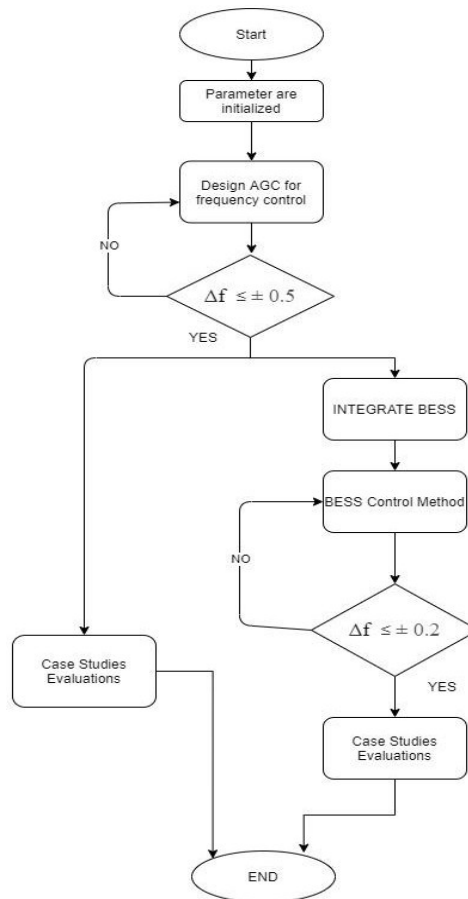 Start
Parameter are
initialized
Design AGC for
frequency control
NO
Δf ≤ ± 0.5
YES
INTEGRATE BESS
BESS Control Method
NO
Δf ≤ ± 0.2
YES
Case Studies
Evaluations
Case Studies
Evaluations
END